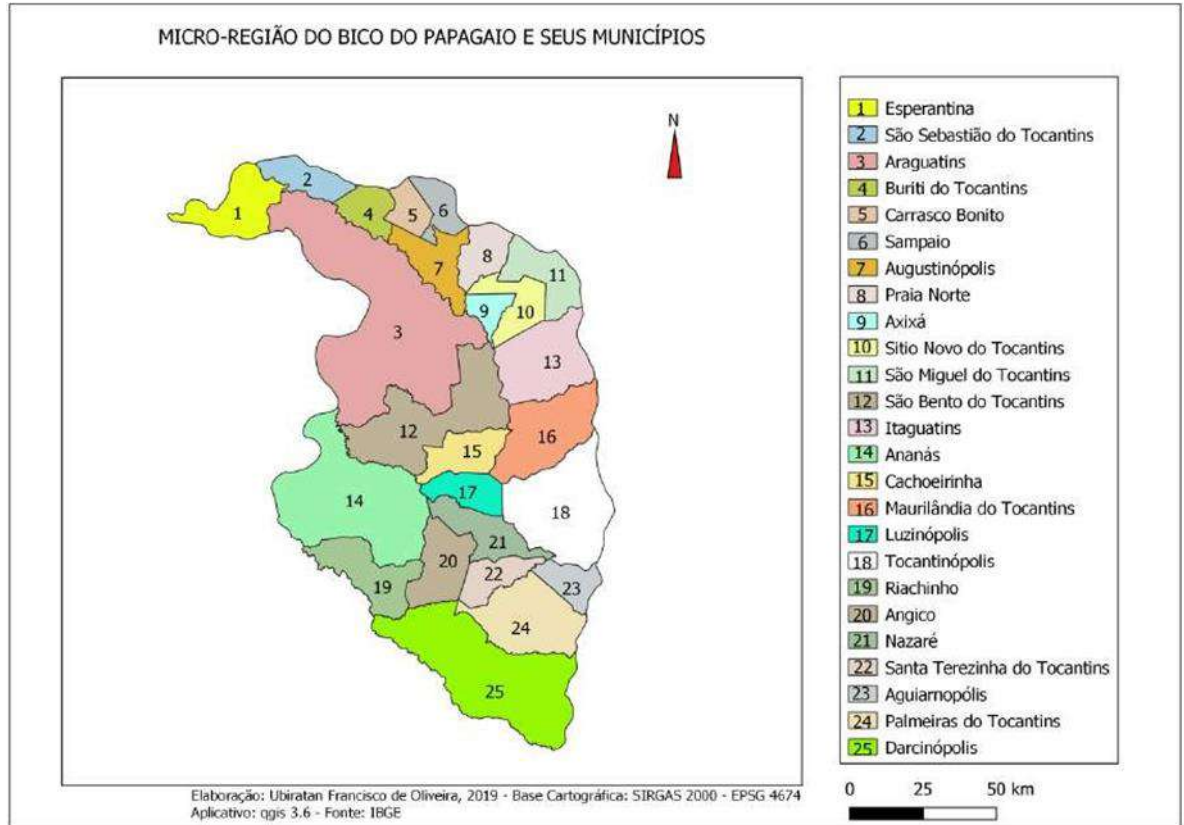 MICRO-REGIÃO DO BICO DO PAPAGAIO E SEUS MUNICÍPIOS
N
1
2
3
4
5
6
7
8
9
10
11
12
13
14
15
16
17
18
19
20
21
22
23
24
25
1 Esperantina
2 São Sebastião do Tocantins
3 Araguatins
4 Buriti do Tocantins
5 Carrasco Bonito
6 Sampaio
7 Augustinópolis
8 Praia Norte
9 Axixá
10 Sitio Novo do Tocantins
11 São Miguel do Tocantins
12 São Bento do Tocantins
13 Itaguatins
14 Ananás
15 Cachoeirinha
16 Maurilândia do Tocantins
17 Luzinópolis
18 Tocantinópolis
19 Riachinho
20 Angico
21 Nazaré
22 Santa Terezinha do Tocantins
23 Aguiarnopólis
24 Palmeiras do Tocantins
25 Darcinópolis
0 25 50 km
Elaboração: Ubiratan Francisco de Oliveira, 2019 - Base Cartográfica: SIRGAS 2000 - EPSG 4674
Aplicativo: qgis 3.6 - Fonte: IBGE